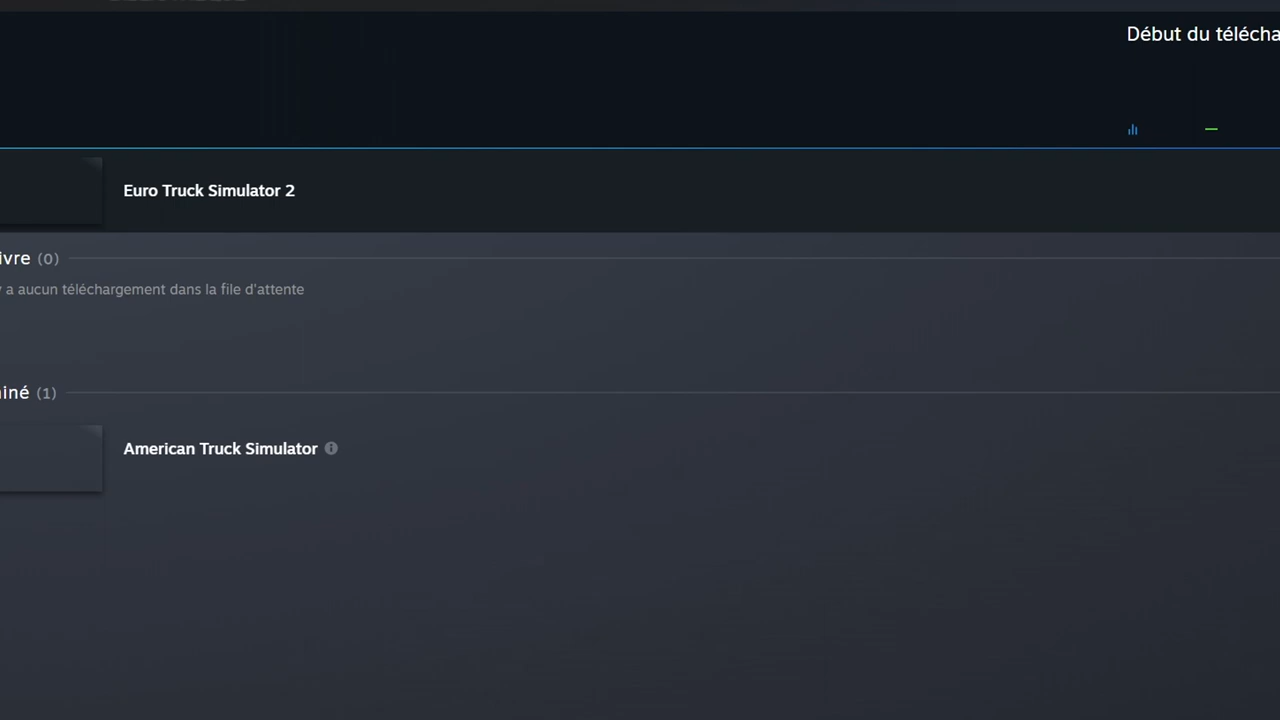 Début du télécha
Euro Truck Simulator 2
ivre (0)
y a aucun téléchargement dans la file d'attente
iné (1)
American Truck Simulator